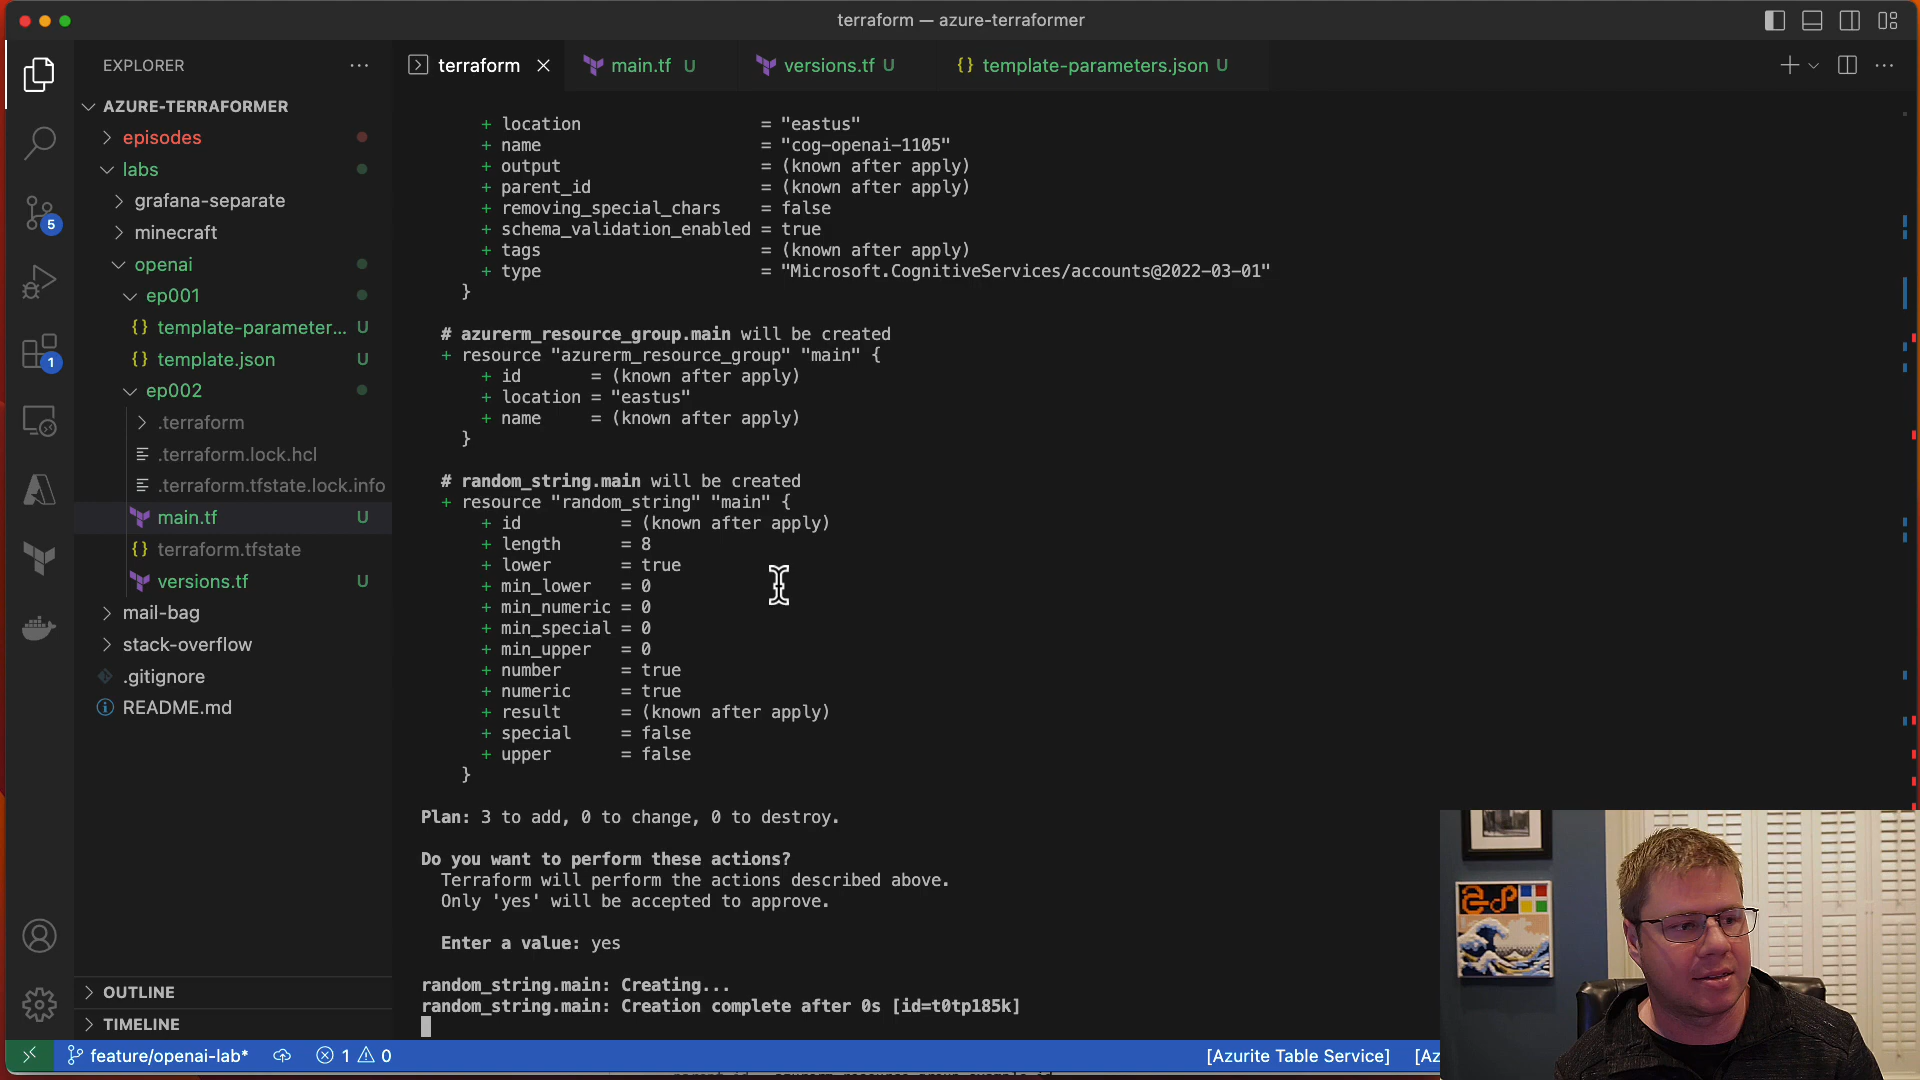 terraform — azure-terraformer
EXPLORER
terraform
main.tf U
versions.tf U
{} template-parameters.json U
AZURE-TERRAFORMER
episodes
labs
grafana-separate
minecraft
openai
ep001
{} template-parameter... U
{} template.json U
ep002
.terraform
.terraform.lock.hcl
.terraform.tfstate.lock.info
main.tf U
{} terraform.tfstate
versions.tf U
mail-bag
stack-overflow
.gitignore
README.md
OUTLINE
TIMELINE
5
1
+ location = "eastus"
+ name = "cog-openai-1105"
+ output = (known after apply)
+ parent_id = (known after apply)
+ removing_special_chars = false
+ schema_validation_enabled = true
+ tags = (known after apply)
+ type = "Microsoft.CognitiveServices/accounts@2022-03-01"
}
# azurerm_resource_group.main will be created
+ resource "azurerm_resource_group" "main" {
+ id = (known after apply)
+ location = "eastus"
+ name = (known after apply)
}
# random_string.main will be created
+ resource "random_string" "main" {
+ id = (known after apply)
+ length = 8
+ lower = true
+ min_lower = 0
+ min_numeric = 0
+ min_special = 0
+ min_upper = 0
+ number = true
+ numeric = true
+ result = (known after apply)
+ special = false
+ upper = false
}
Plan: 3 to add, 0 to change, 0 to destroy.
Do you want to perform these actions?
Terraform will perform the actions described above.
Only 'yes' will be accepted to approve.
Enter a value: yes
random_string.main: Creating...
random_string.main: Creation complete after 0s [id=t0tp185k]
feature/openai-lab* 1 0
[Azurite Table Service] [Az